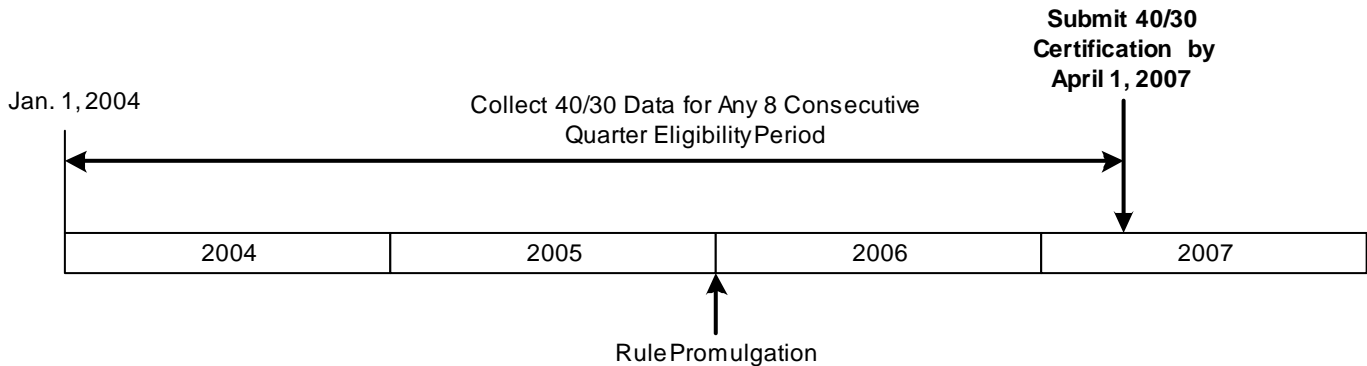 Submit 40/30
Certification by
April 1, 2007
Jan. 1, 2004
Collect 40/30 Data for Any 8 Consecutive
Quarter Eligibility Period
2004 2005 2006 2007
Rule Promulgation